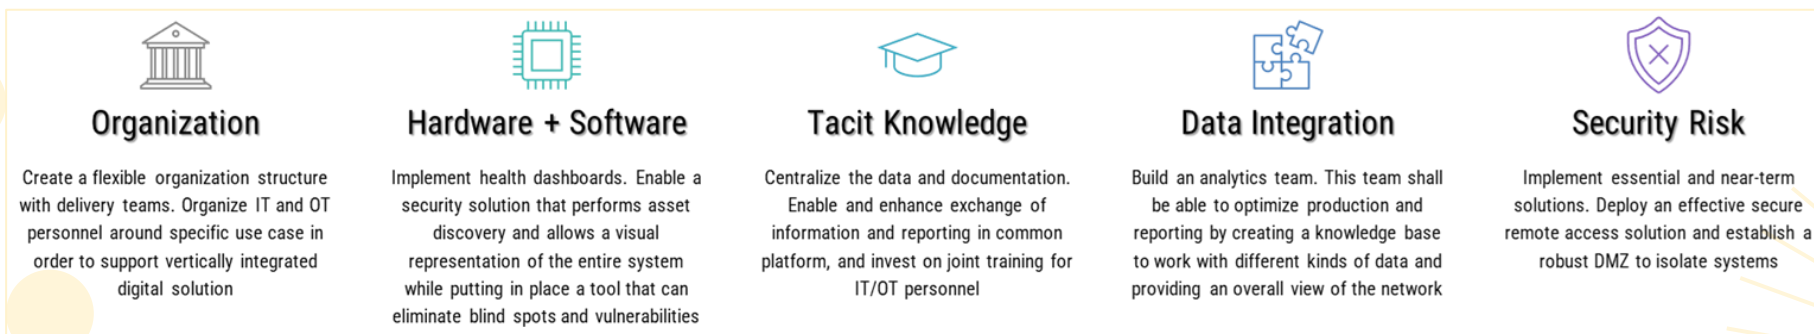 Organization
Create a flexible organization structure
with delivery teams. Organize IT and OT
personnel around specific use case in
order to support vertically integrated
digital solution
Hardware + Software
Implement health dashboards. Enable a
security solution that performs asset
discovery and allows a visual
representation of the entire system
while putting in place a tool that can
eliminate blind spots and vulnerabilities
Tacit Knowledge
Centralize the data and documentation.
Enable and enhance exchange of
information and reporting in common
platform, and invest on joint training for
IT/OT personnel
Data Integration
Build an analytics team. This team shall
be able to optimize production and
reporting by creating a knowledge base
to work with different kinds of data and
providing an overall view of the network
Security Risk
Implement essential and near-term
solutions. Deploy an effective secure
remote access solution and establish a
robust DMZ to isolate systems